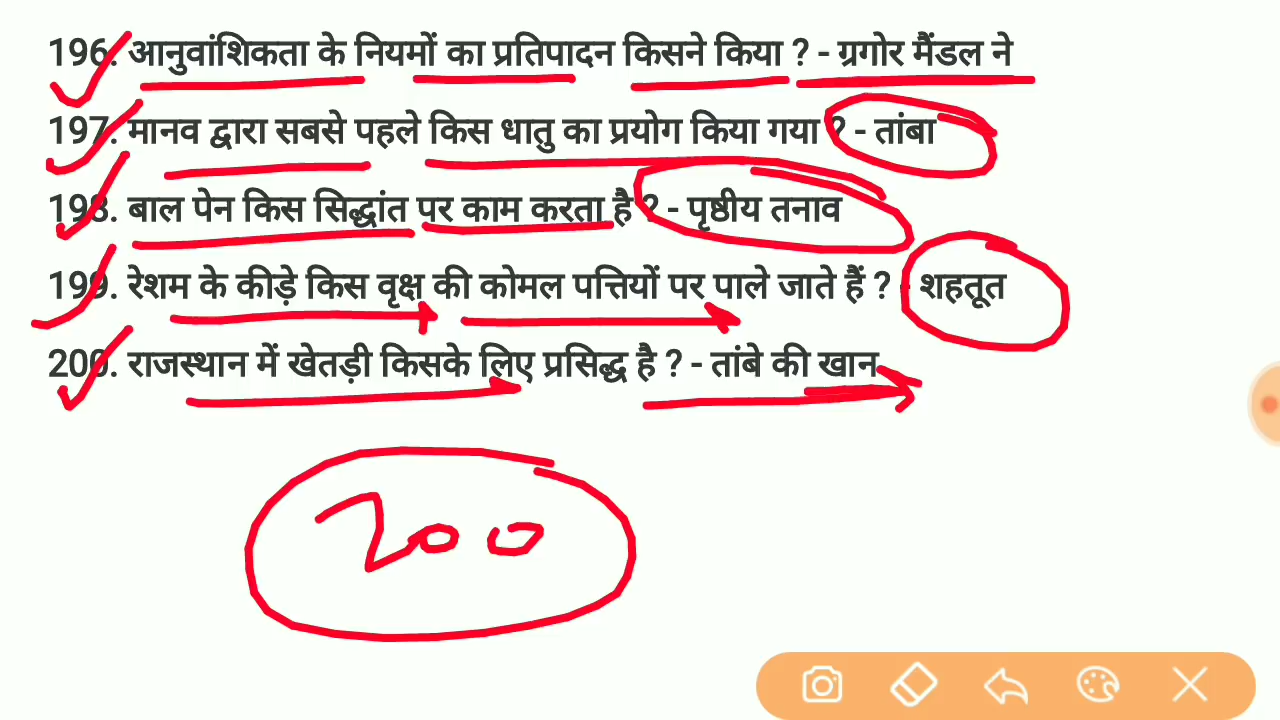 196. आनुवांशिकता के नियमों का प्रतिपादन किसने किया ? - ग्रगोर मैंडल ने
197. मानव द्वारा सबसे पहले किस धातु का प्रयोग किया गया ? - तांबा
198. बाल पेन किस सिद्धांत पर काम करता है ? - पृष्ठीय तनाव
199. रेशम के कीड़े किस वृक्ष की कोमल पत्तियों पर पाले जाते हैं ? - शहतूत
200. राजस्थान में खेतड़ी किसके लिए प्रसिद्ध है ? - तांबे की खान
200